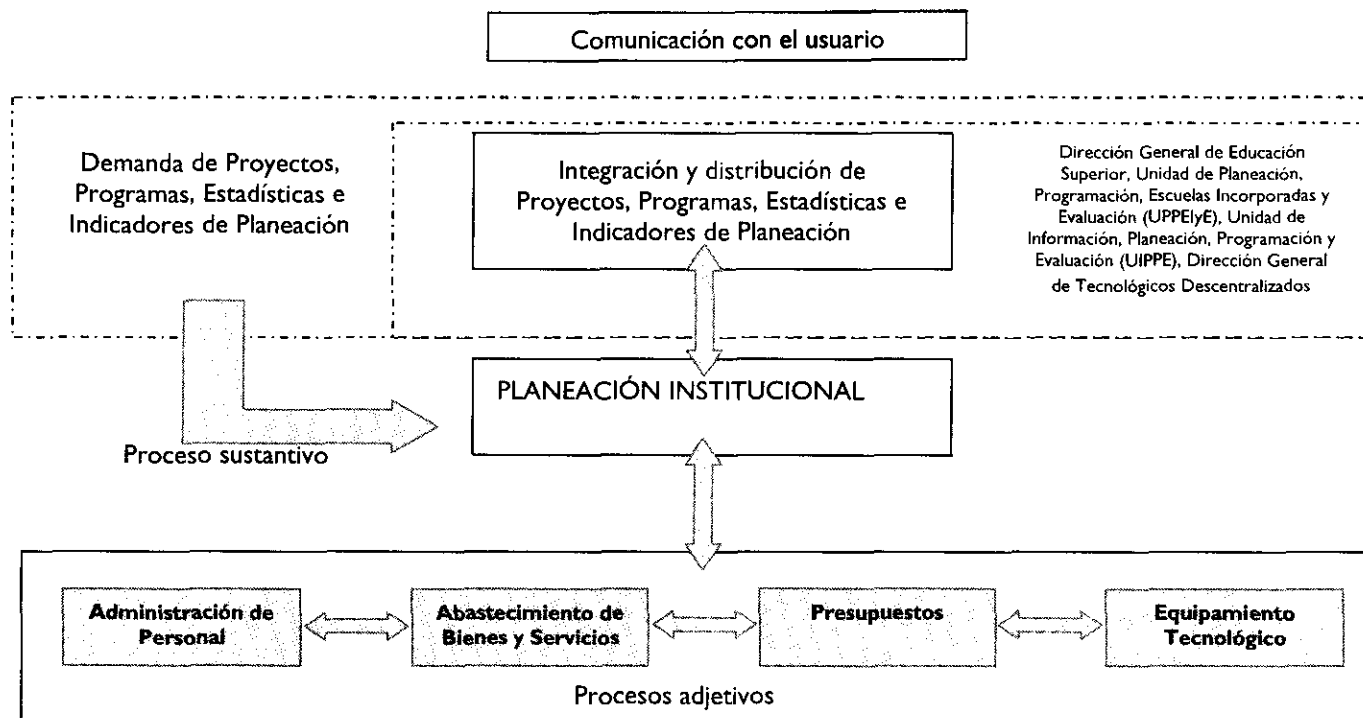 Comunicación con el usuario
Demanda de Proyectos,
Programas, Estadísticas e
Indicadores de Planeación
Integración y distribución de
Proyectos, Programas, Estadísticas e
Indicadores de Planeación
Dirección General de Educación
Superior, Unidad de Planeación,
Programación, Escuelas Incorporadas y
Evaluación (UPPEIyE), Unidad de
Información, Planeación, Programación y
Evaluación (UIPPE), Dirección General
de Tecnológicos Descentralizados
PLANEACIÓN INSTITUCIONAL
Proceso sustantivo
Administración de
Personal
Abastecimiento de
Bienes y Servicios
Presupuestos
Equipamiento
Tecnológico
Procesos adjetivos